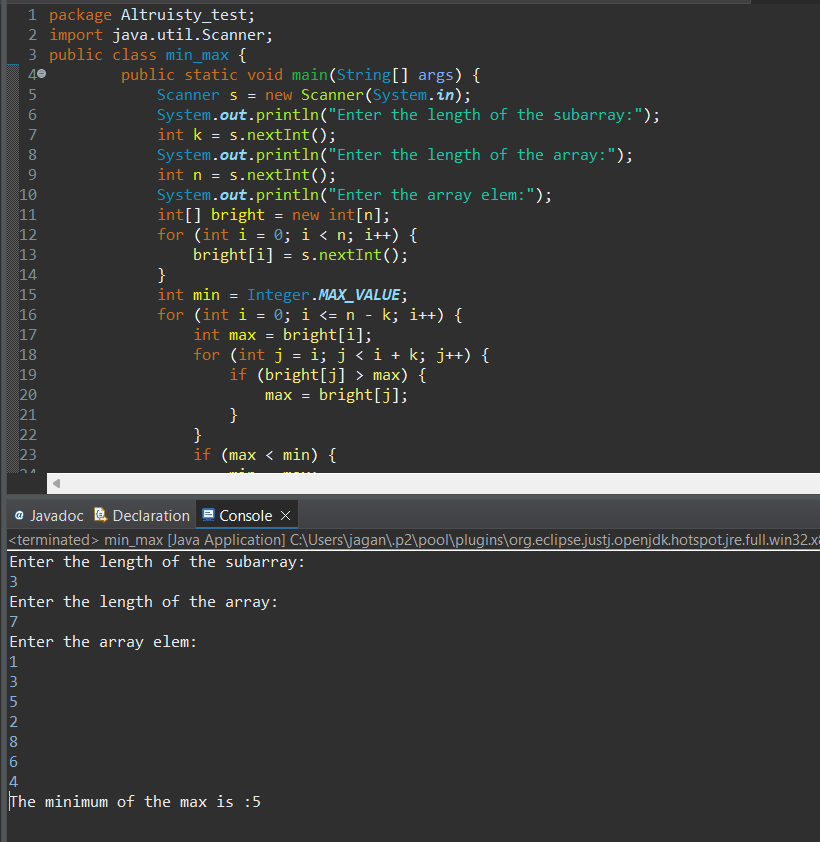 1 package Altruisty_test;
2 import java.util.Scanner;
3 public class min_max {
4 public static void main(String[] args) {
5 Scanner s = new Scanner(System.in);
6 System.out.println("Enter the length of the subarray:");
7 int k = s.nextInt();
8 System.out.println("Enter the length of the array:");
9 int n = s.nextInt();
10 System.out.println("Enter the array elem:");
11 int[] bright = new int[n];
12 for (int i = 0; i < n; i++) {
13 bright[i] = s.nextInt();
14 }
15 int min = Integer.MAX_VALUE;
16 for (int i = 0; i <= n - k; i++) {
17 int max = bright[i];
18 for (int j = i; j < i + k; j++) {
19 if (bright[j] > max) {
20 max = bright[j];
21 }
22 }
23 if (max < min) {
@ Javadoc Declaration Console
<terminated> min_max [Java Application] C:\Users\jagan\.p2\pool\plugins\org.eclipse.justj.openjdk.hotspot.jre.full.win32.x8
Enter the length of the subarray:
3
Enter the length of the array:
7
Enter the array elem:
1
3
5
2
8
6
4
The minimum of the max is :5